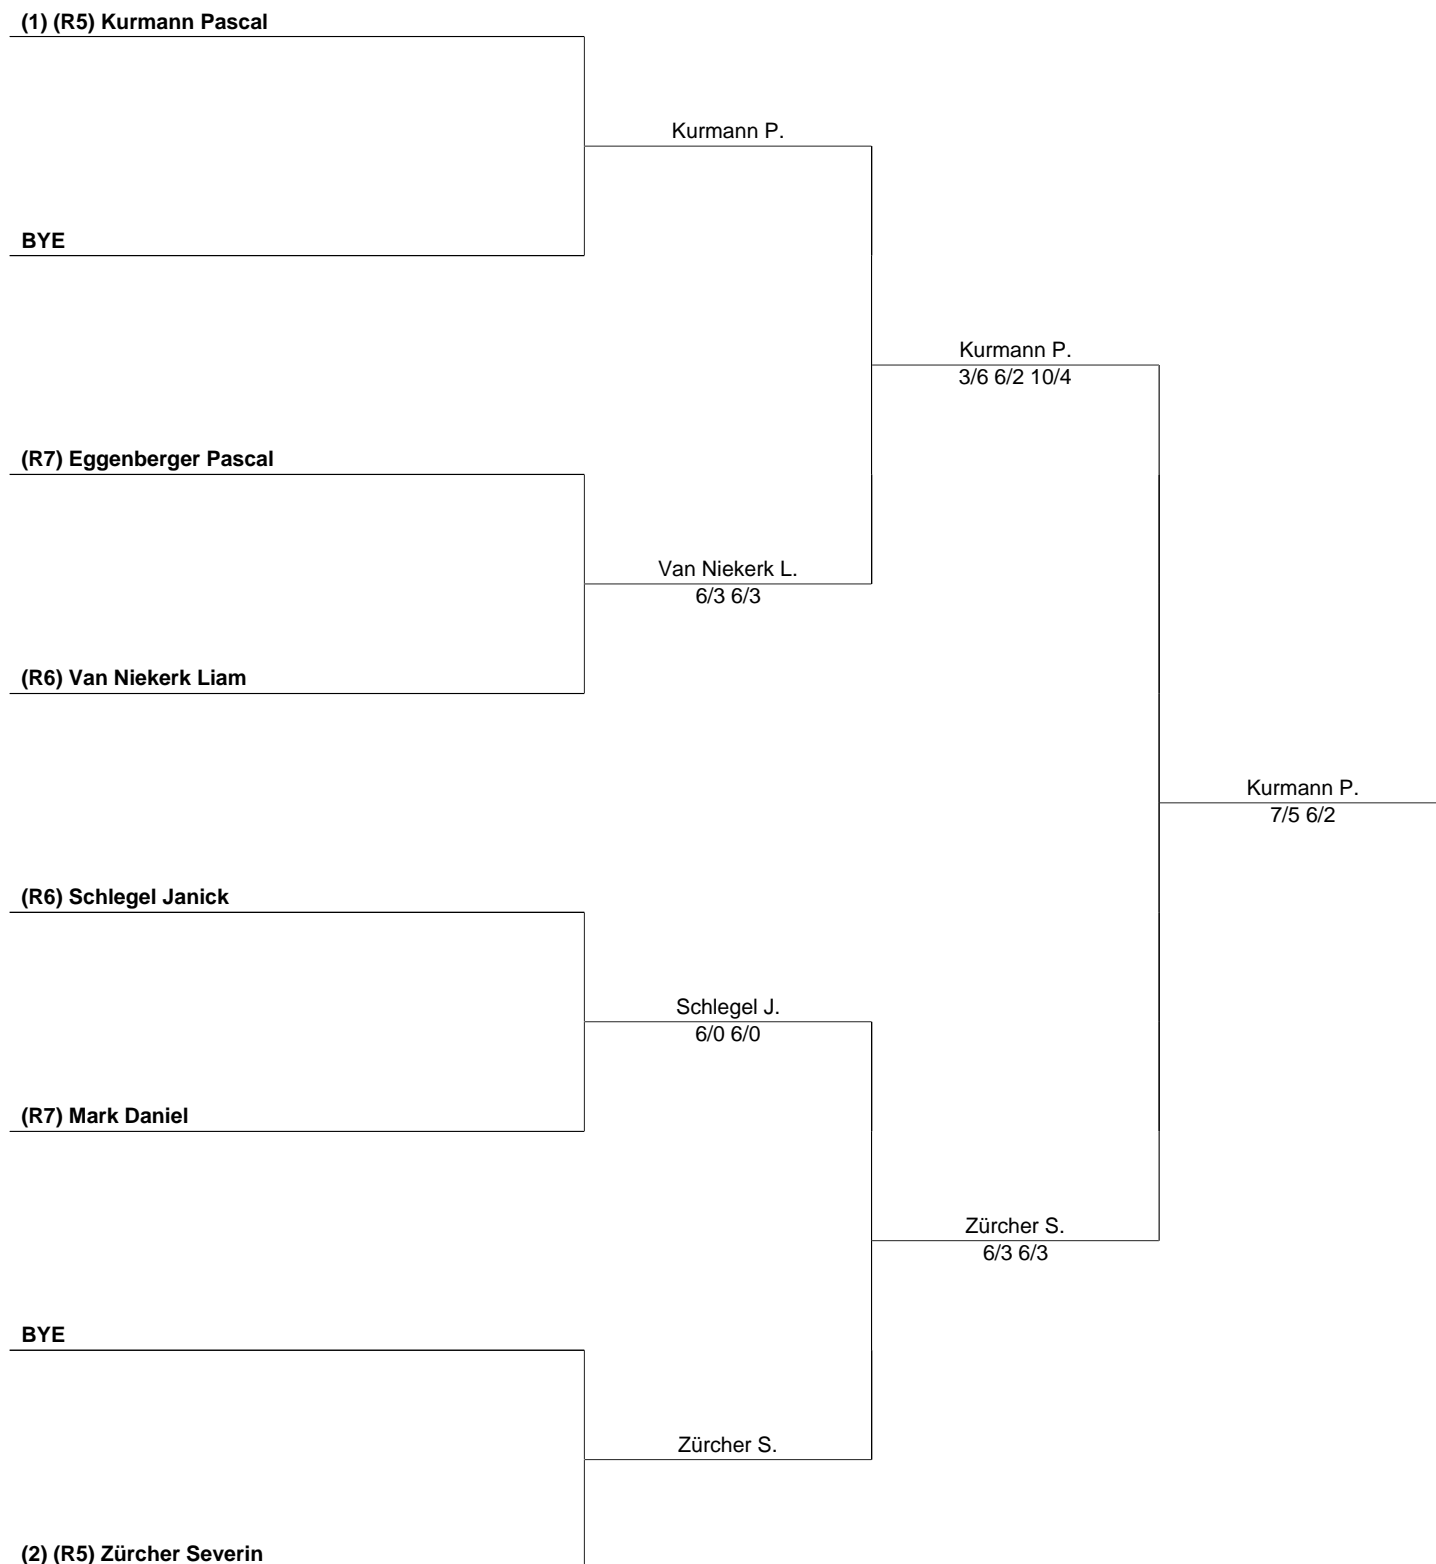 (1) (R5) Kurmann Pascal
Kurmann P.
BYE
Kurmann P.
3/6 6/2 10/4
(R7) Eggenberger Pascal
Van Niekerk L.
6/3 6/3
(R6) Van Niekerk Liam
Kurmann P.
7/5 6/2
(R6) Schlegel Janick
Schlegel J.
6/0 6/0
(R7) Mark Daniel
Zürcher S.
6/3 6/3
BYE
Zürcher S.
(2) (R5) Zürcher Severin